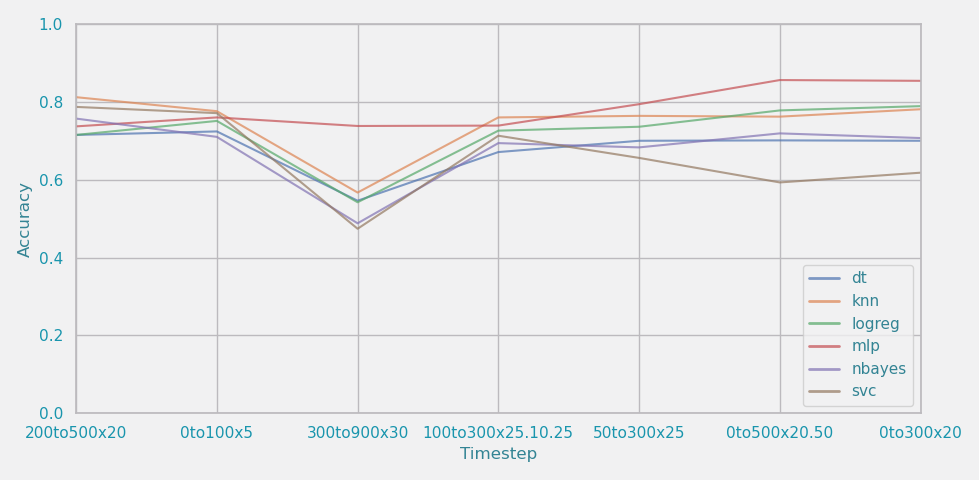 1.0
0.8
0.6
0.4
0.2
0.0
Accuracy
dt
knn
logreg
mlp
nbayes
svc
200to500x20 0to100x5 300to900x30 100to300x25.10.25 50to300x25 0to500x20.50 0to300x20
Timestep